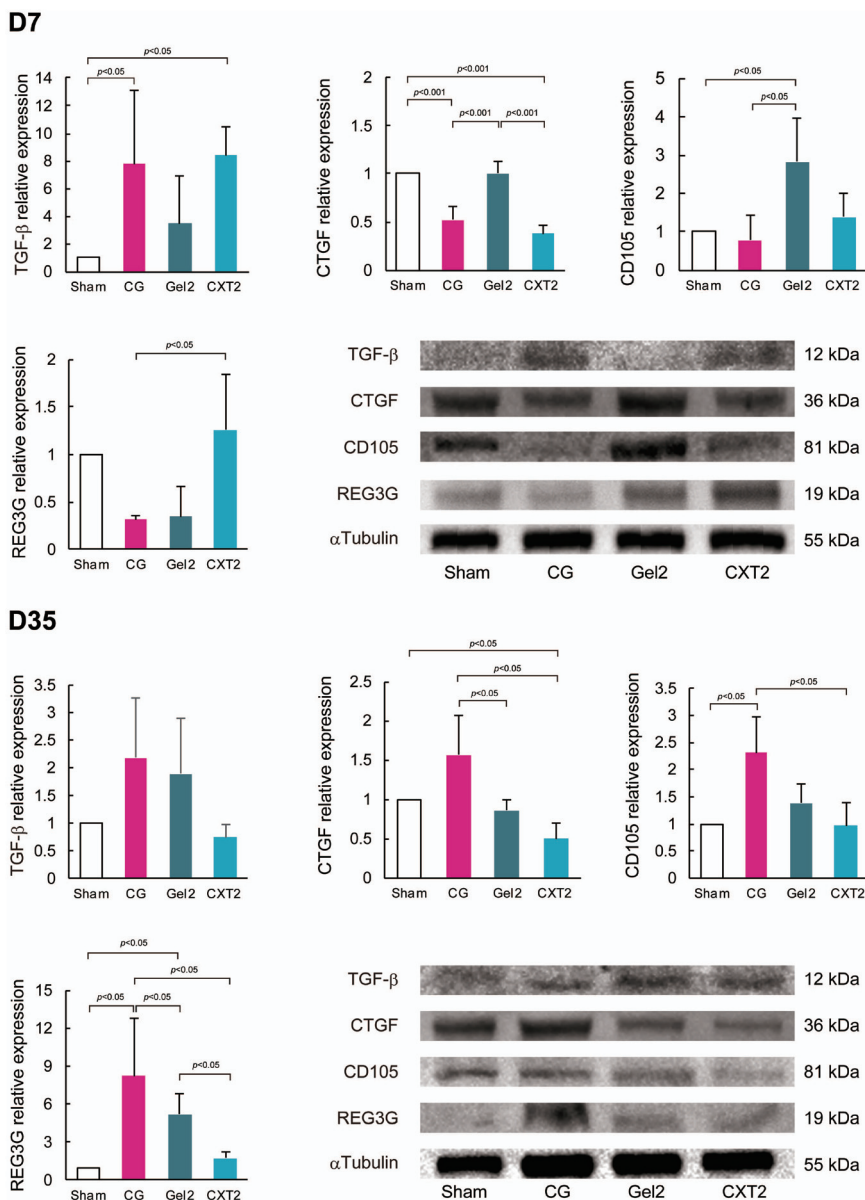 D7
TGF-β relative expression
14
12
10
8
6
4
2
0
p<0.05
p<0.05
Sham CG Gel2 CXT2
CTGF relative expression
2
1.5
1
0.5
0
p<0.001
p<0.001
p<0.001 p<0.001
Sham CG Gel2 CXT2
CD105 relative expression
5
4
3
2
1
0
p<0.05
p<0.05
Sham CG Gel2 CXT2
REG3G relative expression
2
1.5
1
0.5
0
p<0.05
Sham CG Gel2 CXT2
TGF-β 12 kDa
CTGF 36 kDa
CD105 81 kDa
REG3G 19 kDa
αTubulin 55 kDa
Sham CG Gel2 CXT2
D35
TGF-β relative expression
3.5
3
2.5
2
1.5
1
0.5
0
Sham CG Gel2 CXT2
CTGF relative expression
2.5
2
1.5
1
0.5
0
p<0.05
p<0.05
p<0.05
Sham CG Gel2 CXT2
CD105 relative expression
3.5
3
2.5
2
1.5
1
0.5
0
p<0.05 p<0.05
Sham CG Gel2 CXT2
REG3G relative expression
15
12
9
6
3
0
p<0.05
p<0.05
p<0.05 p<0.05
p<0.05
Sham CG Gel2 CXT2
TGF-β 12 kDa
CTGF 36 kDa
CD105 81 kDa
REG3G 19 kDa
αTubulin 55 kDa
Sham CG Gel2 CXT2